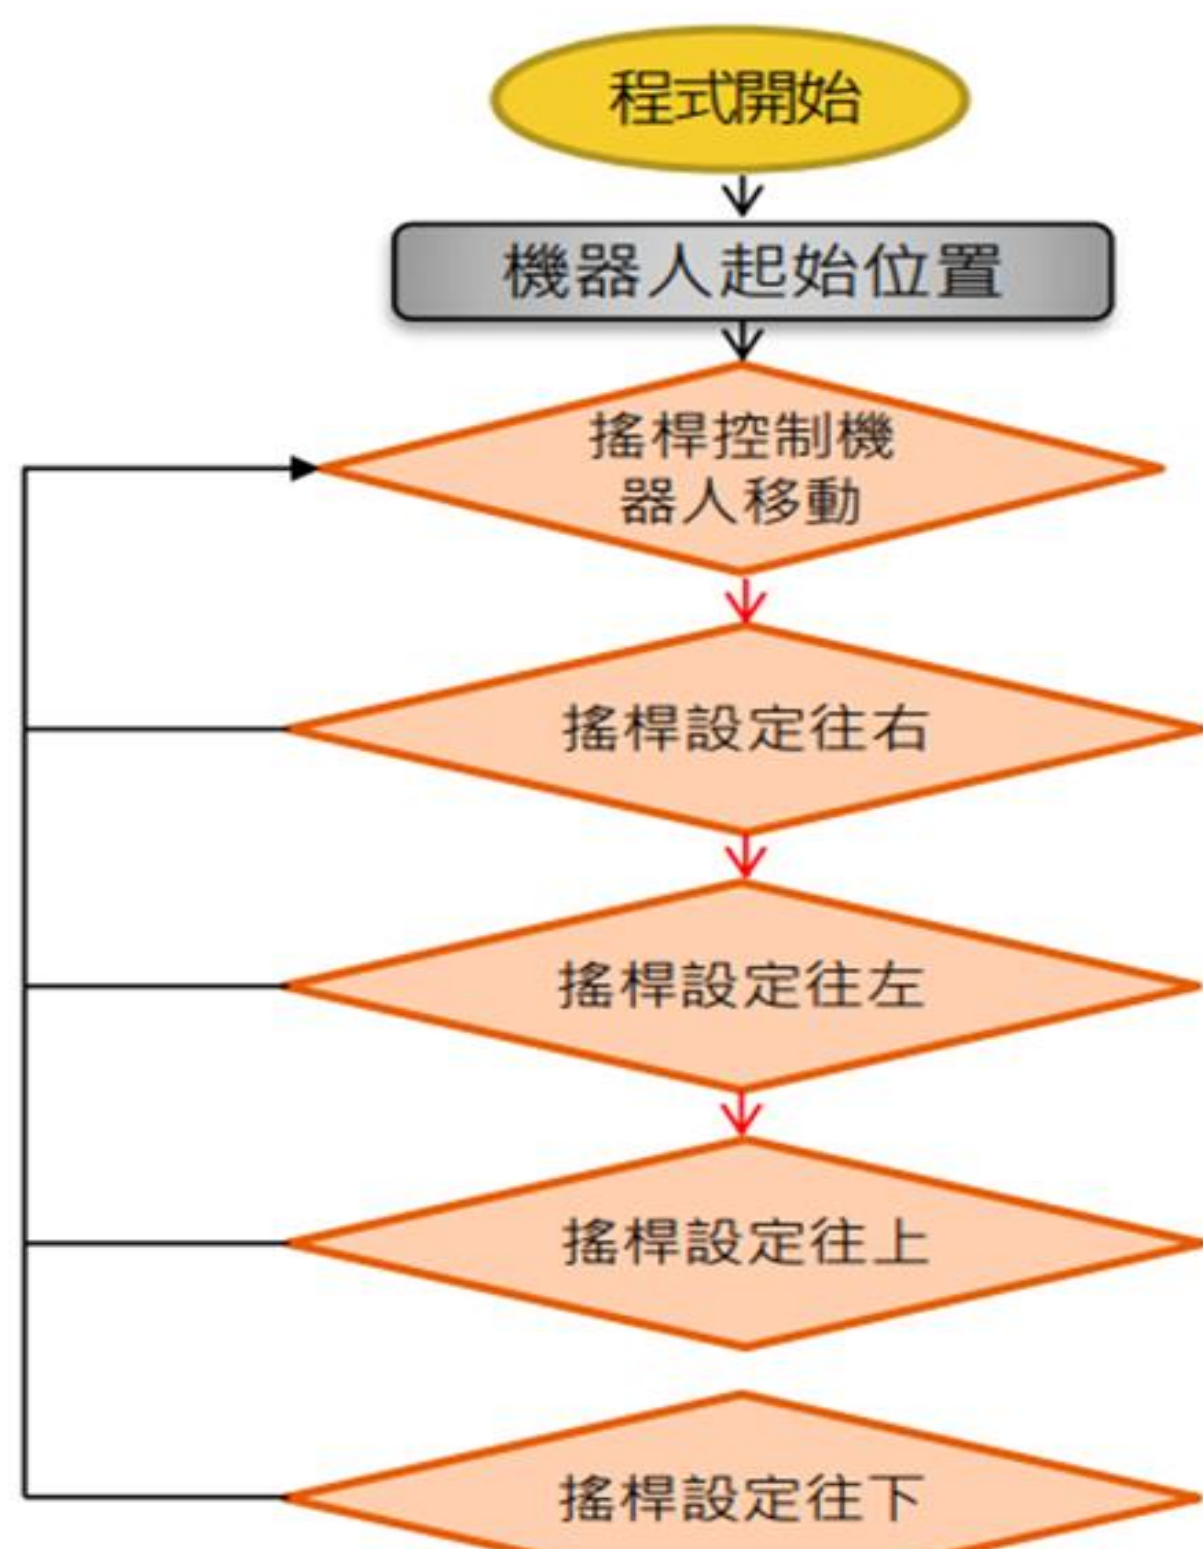 程式開始
機器人起始位置
搖桿控制機
器人移動
搖桿設定往右
搖桿設定往左
搖桿設定往上
搖桿設定往下